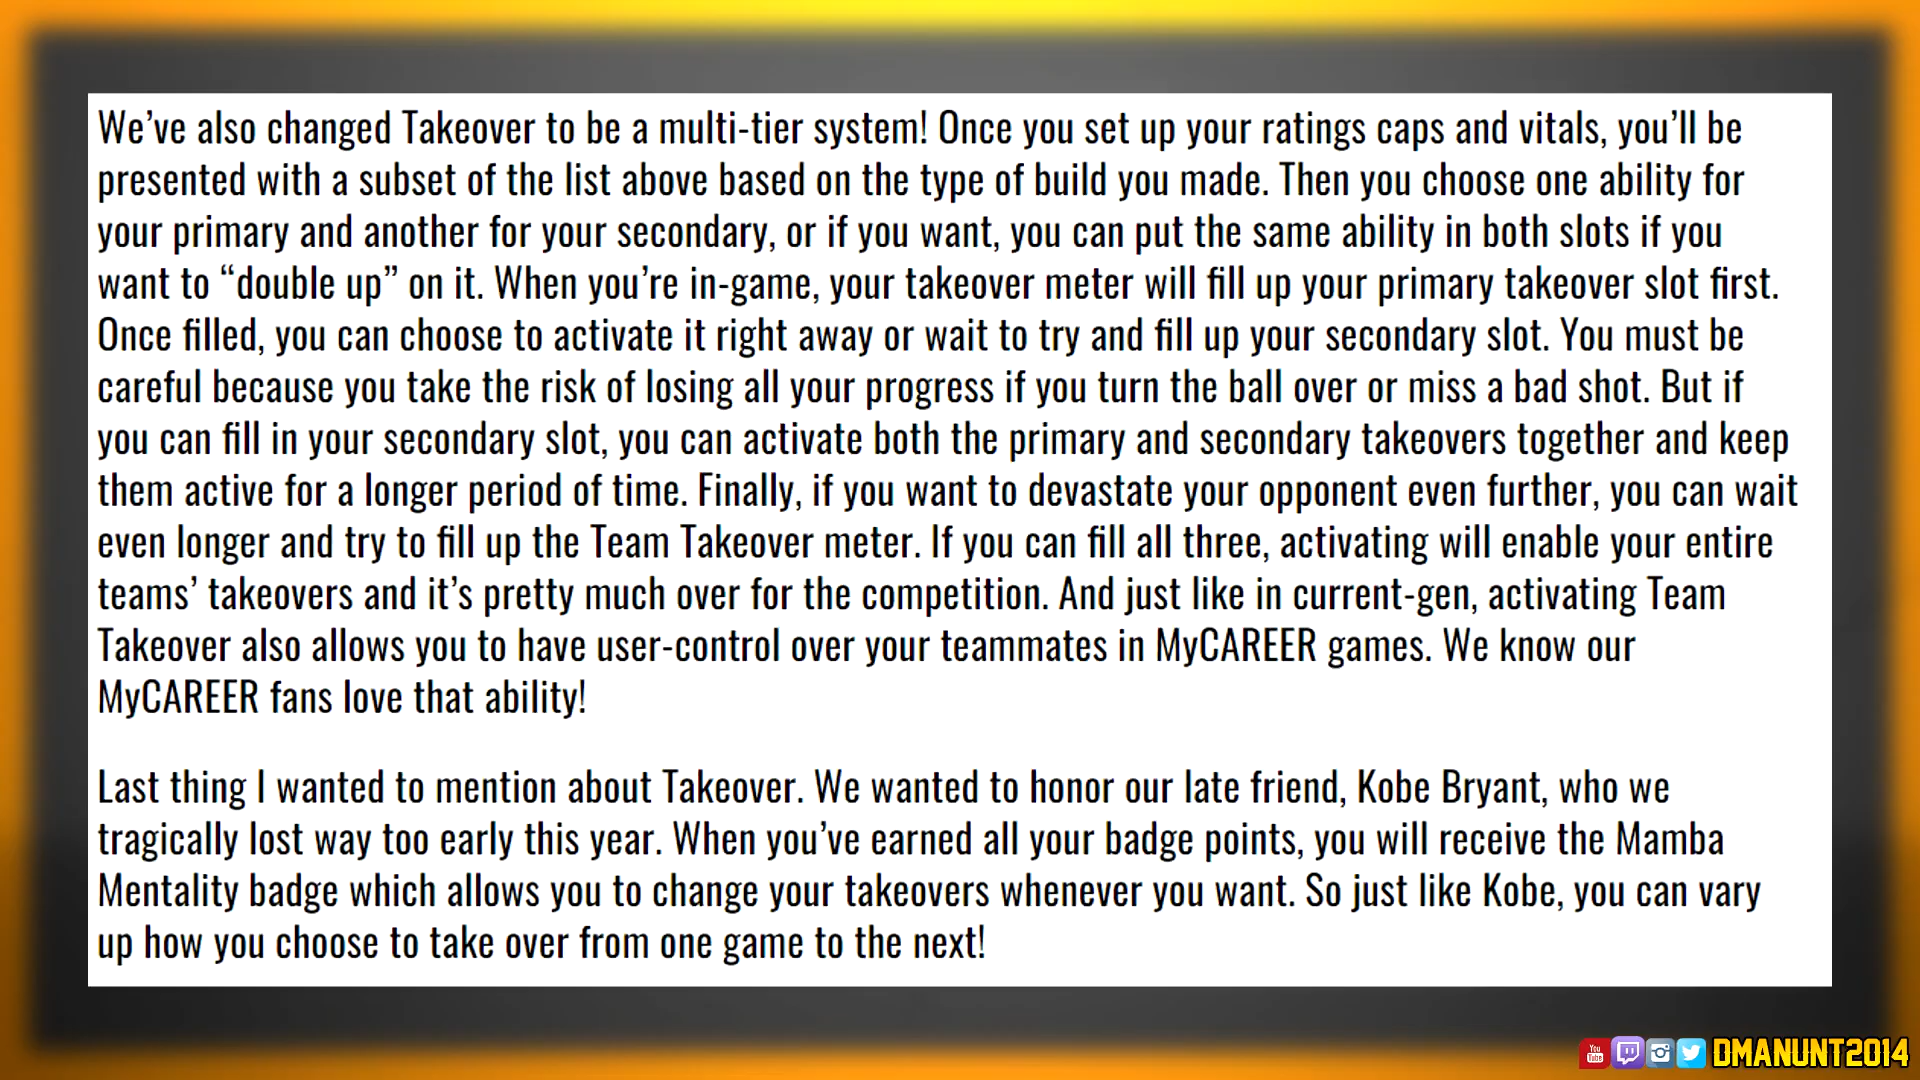 We’ve also changed Takeover to be a multi-tier system! Once you set up your ratings caps and vitals, you’ll be
presented with a subset of the list above based on the type of build you made. Then you choose one ability for
your primary and another for your secondary, or if you want, you can put the same ability in both slots if you
want to “double up” on it. When you’re in-game, your takeover meter will fill up your primary takeover slot first.
Once filled, you can choose to activate it right away or wait to try and fill up your secondary slot. You must be
careful because you take the risk of losing all your progress if you turn the ball over or miss a bad shot. But if
you can fill in your secondary slot, you can activate both the primary and secondary takeovers together and keep
them active for a longer period of time. Finally, if you want to devastate your opponent even further, you can wait
even longer and try to fill up the Team Takeover meter. If you can fill all three, activating will enable your entire
teams’ takeovers and it’s pretty much over for the competition. And just like in current-gen, activating Team
Takeover also allows you to have user-control over your teammates in MyCAREER games. We know our
MyCAREER fans love that ability!
Last thing I wanted to mention about Takeover. We wanted to honor our late friend, Kobe Bryant, who we
tragically lost way too early this year. When you’ve earned all your badge points, you will receive the Mamba
Mentality badge which allows you to change your takeovers whenever you want. So just like Kobe, you can vary
up how you choose to take over from one game to the next!
You Tube DMANUNT2014